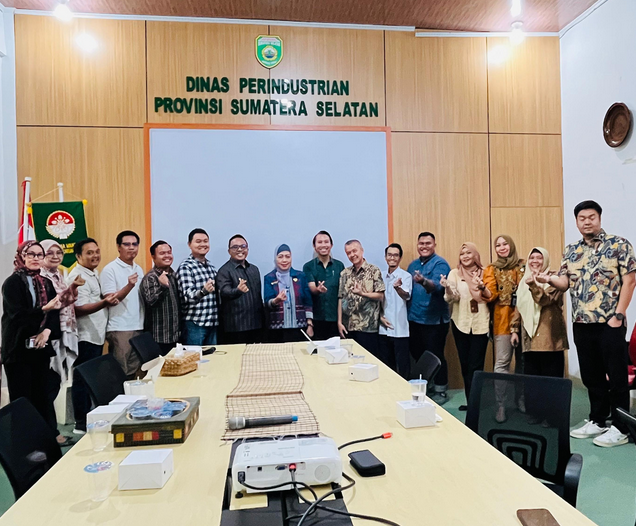 DINAS PERINDUSTRIAN
PROVINSI SUMATERA SELATAN